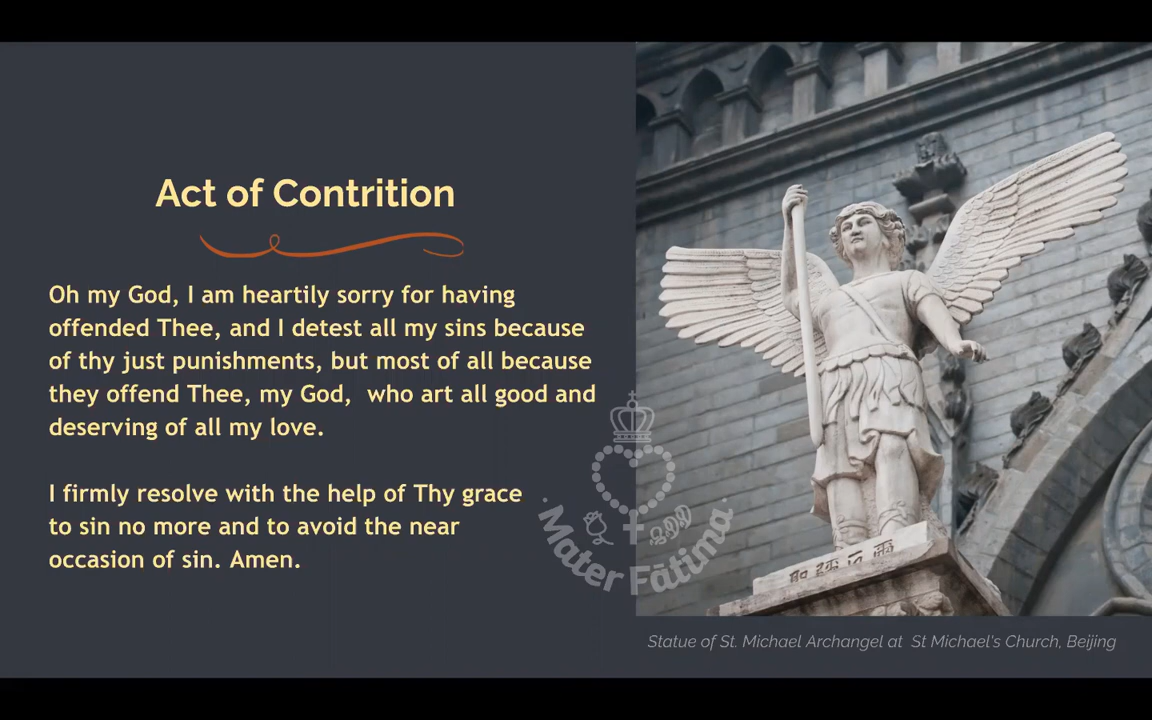 Act of Contrition
Oh my God, I am heartily sorry for having
offended Thee, and I detest all my sins because
of thy just punishments, but most of all because
they offend Thee, my God,  who art all good and
deserving of all my love.
I firmly resolve with the help of Thy grace
to sin no more and to avoid the near
occasion of sin. Amen.
· Mater Fātima ·
Statue of St. Michael Archangel at  St Michael's Church, Beijing